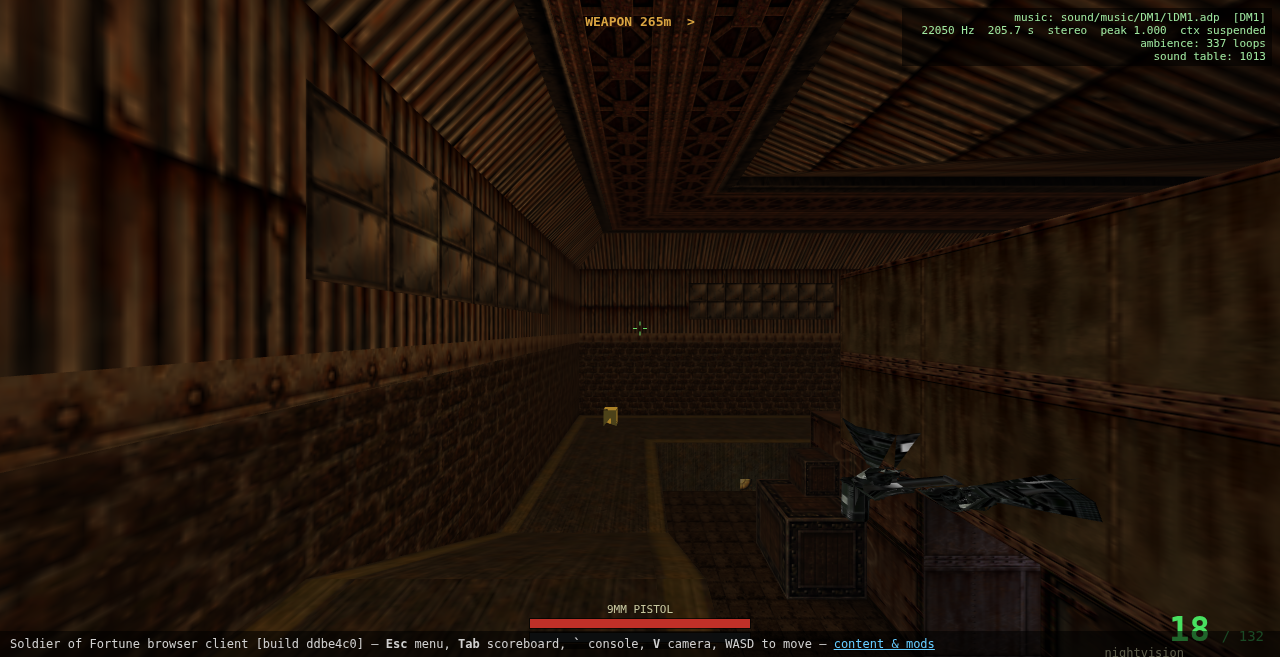 WEAPON 265m >
music: sound/music/DM1/lDM1.adp [DM1]
22050 Hz 205.7 s stereo peak 1.000 ctx suspended
ambience: 337 loops
sound table: 1013
9MM PISTOL
18 / 132
Soldier of Fortune browser client [build ddbe4c0] — Esc menu, Tab scoreboard, ` console, V camera, WASD to move — content & mods
nightvision